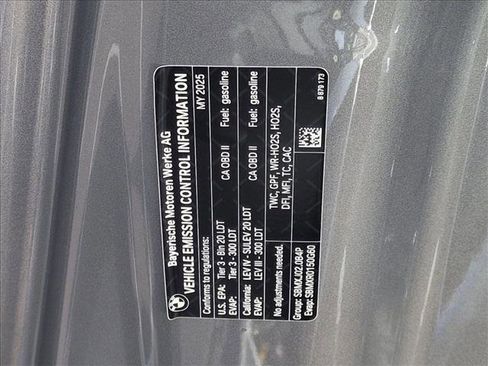 Bayerische Motoren Werke AG
VEHICLE EMISSION CONTROL INFORMATION
Conforms to regulations: MY 2025
U.S. EPA: Tier 3 - Bin 20 LDT CA OBD II Fuel: gasoline
EVAP: Tier 3 - 300 LDT
California: LEV IV - SULEV 20 LDT CA OBD II Fuel: gasoline
EVAP: LEV III - 300 LDT
No adjustments needed. TWC, GPF, WR-HO2S, HO2S,
Group: SBMXJ02.0B4P DFI, MFI, TC, CAC
Evap: SBMXR0150G60
8 879 173